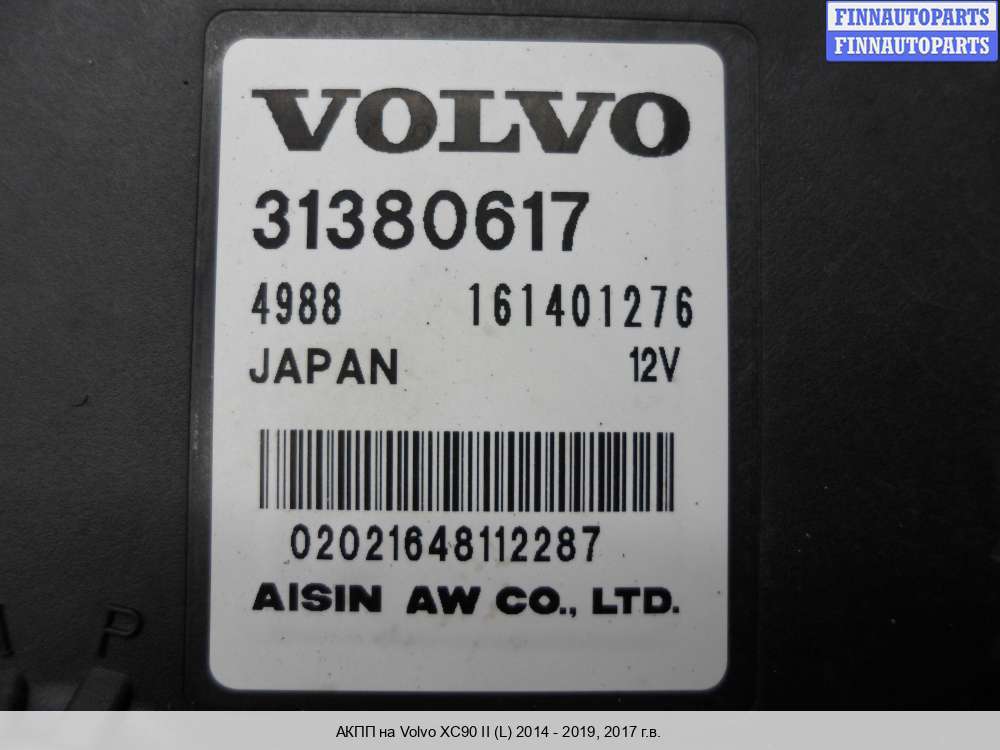 FINNAUTOPARTS
FINNAUTOPARTS
VOLVO
31380617
4988 161401276
JAPAN 12V
02021648112287
AISIN AW CO., LTD.
P
АКПП на Volvo XC90 II (L) 2014 - 2019, 2017 г.в.